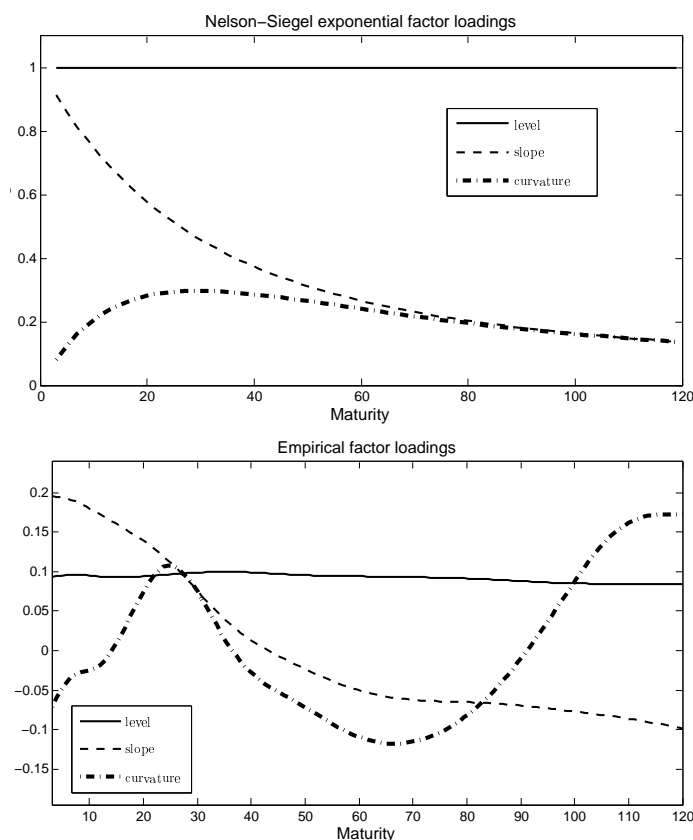 Nelson−Siegel exponential factor loadings
1
0.8
0.6
0.4
0.2
0
level
slope
curvature
0 20 40 60 80 100 120
Maturity
Empirical factor loadings
0.2
0.15
0.1
0.05
0
−0.05
−0.1
−0.15
level
slope
curvature
10 20 30 40 50 60 70 80 90 100 110 120
Maturity